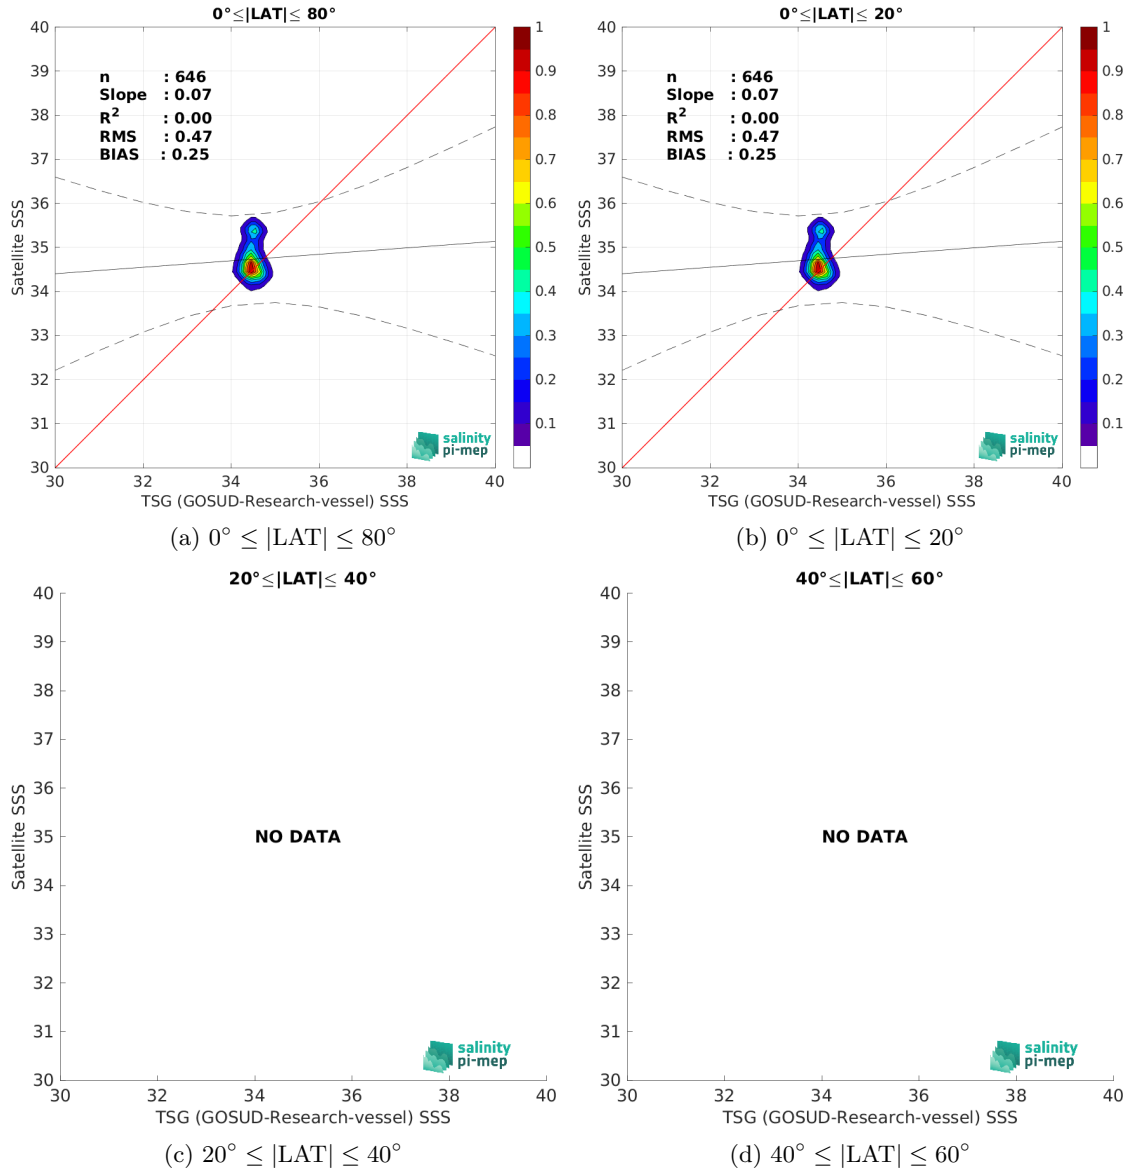 0°≤|LAT|≤ 80°
40
39
38
37
36
35
34
33
32
31
30
Satellite SSS
n : 646
Slope : 0.07
R² : 0.00
RMS : 0.47
BIAS : 0.25
1
0.9
0.8
0.7
0.6
0.5
0.4
0.3
0.2
0.1
salinity
pi-mep
30 32 34 36 38 40
TSG (GOSUD-Research-vessel) SSS
(a) 0° ≤ |LAT| ≤ 80°
0°≤|LAT|≤ 20°
40
39
38
37
36
35
34
33
32
31
30
Satellite SSS
n : 646
Slope : 0.07
R² : 0.00
RMS : 0.47
BIAS : 0.25
1
0.9
0.8
0.7
0.6
0.5
0.4
0.3
0.2
0.1
salinity
pi-mep
30 32 34 36 38 40
TSG (GOSUD-Research-vessel) SSS
(b) 0° ≤ |LAT| ≤ 20°
20°≤|LAT|≤ 40°
40
39
38
37
36
35
34
33
32
31
30
Satellite SSS
NO DATA
salinity
pi-mep
30 32 34 36 38 40
TSG (GOSUD-Research-vessel) SSS
(c) 20° ≤ |LAT| ≤ 40°
40°≤|LAT|≤ 60°
40
39
38
37
36
35
34
33
32
31
30
Satellite SSS
NO DATA
salinity
pi-mep
30 32 34 36 38 40
TSG (GOSUD-Research-vessel) SSS
(d) 40° ≤ |LAT| ≤ 60°